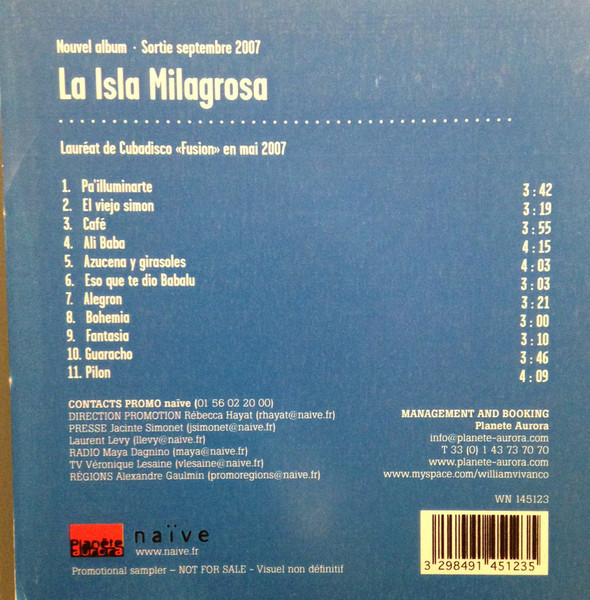 Nouvel album · Sortie septembre 2007
La Isla Milagrosa
Lauréat de Cubadisco «Fusion» en mai 2007
1. Pa'illuminarte 3:42
2. El viejo simon 3:19
3. Café 3:55
4. Ali Baba 4:15
5. Azucena y girasoles 4:03
6. Eso que te dio Babalu 3:03
7. Alegron 3:21
8. Bohemia 3:00
9. Fantasia 3:10
10. Guaracho 3:46
11. Pilon 4:09
CONTACTS PROMO naïve (01 56 02 20 00)
DIRECTION PROMOTION Rébecca Hayat (rhayat@naive.fr)
PRESSE Jacinte Simonet (jsimonet@naive.fr)
Laurent Levy (llevy@naïve.fr)
RADIO Maya Dagnino (maya@naïve.fr)
TV Véronique Lesaine (vlesaine@naïve.fr)
RÉGIONS Alexandre Gaulmin (promoregions@naïve.fr)
MANAGEMENT AND BOOKING
Planete Aurora
info@planete-aurora.com
T 33 (0) 1 43 73 70 70
www.planete-aurora.com
www.myspace.com/williamvivanco
WN 145123
Planète
aurora
naïve
www.naive.fr
Promotional sampler – NOT FOR SALE - Visuel non définitif
3 298491 451235